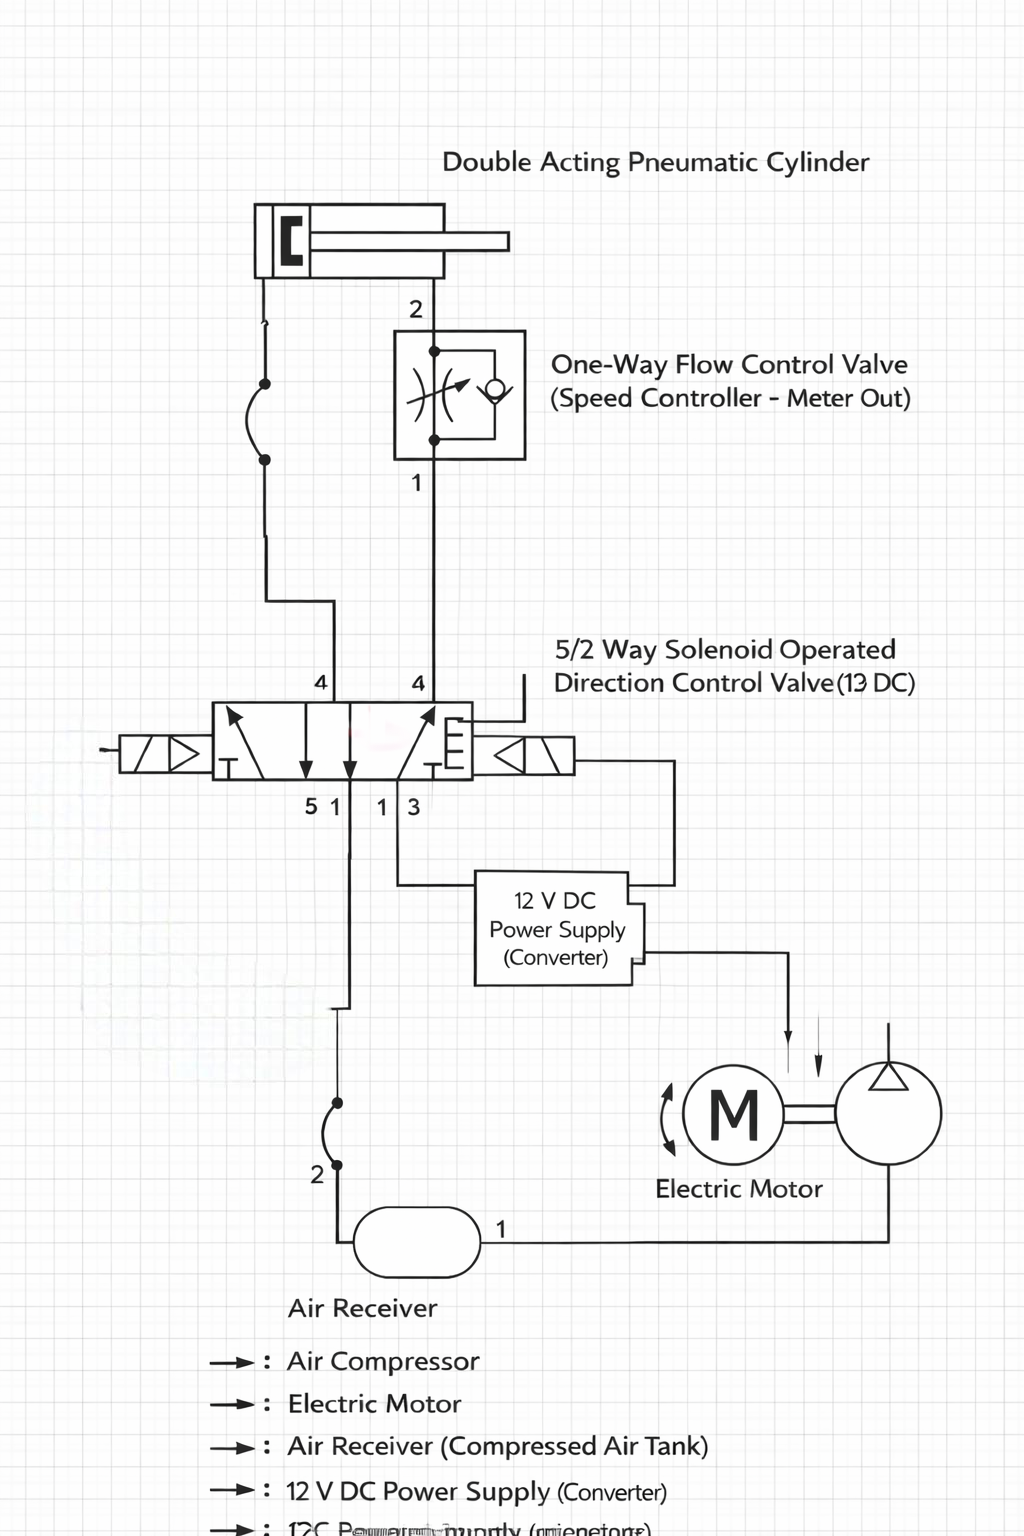 Double Acting Pneumatic Cylinder
2
One-Way Flow Control Valve
(Speed Controller - Meter Out)
1
5/2 Way Solenoid Operated
Direction Control Valve
4
4
5 1
1 3
12 V DC
Power Supply
(Converter)
M
Electric Motor
2
1
Air Receiver
: Air Compressor
: Electric Motor
: Air Receiver (Compressed Air Tank)
: 12 V DC Power Supply (Converter)